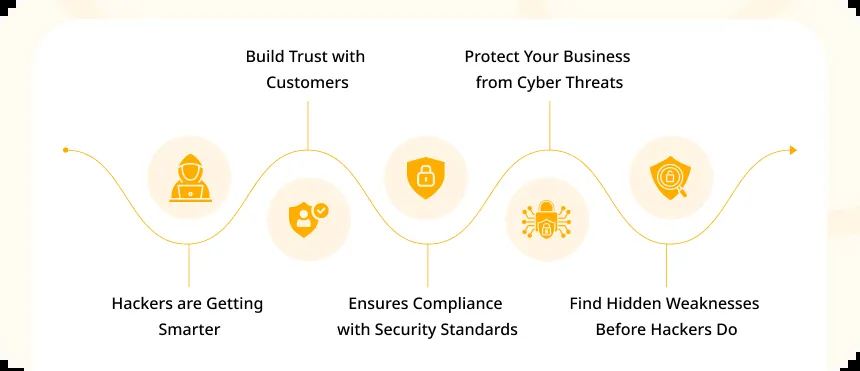 Build Trust with
Customers
Protect Your Business
from Cyber Threats
Hackers are Getting
Smarter
Ensures Compliance
with Security Standards
Find Hidden Weaknesses
Before Hackers Do